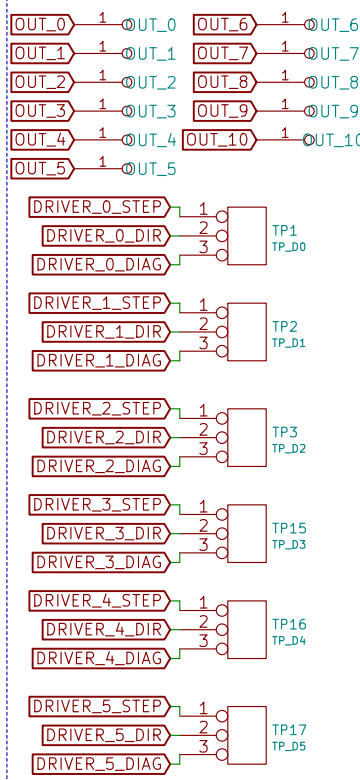 OUT_0 1 OUT_0 OUT_6 1 OUT_6
OUT_1 1 OUT_1 OUT_7 1 OUT_7
OUT_2 1 OUT_2 OUT_8 1 OUT_8
OUT_3 1 OUT_3 OUT_9 1 OUT_9
OUT_4 1 OUT_4 OUT_10 1 OUT_10
OUT_5 1 OUT_5
DRIVER_0_STEP 1
DRIVER_0_DIR 2 TP1
DRIVER_0_DIAG 3 TP_D0
DRIVER_1_STEP 1
DRIVER_1_DIR 2 TP2
DRIVER_1_DIAG 3 TP_D1
DRIVER_2_STEP 1
DRIVER_2_DIR 2 TP3
DRIVER_2_DIAG 3 TP_D2
DRIVER_3_STEP 1
DRIVER_3_DIR 2 TP15
DRIVER_3_DIAG 3 TP_D3
DRIVER_4_STEP 1
DRIVER_4_DIR 2 TP16
DRIVER_4_DIAG 3 TP_D4
DRIVER_5_STEP 1
DRIVER_5_DIR 2 TP17
DRIVER_5_DIAG 3 TP_D5